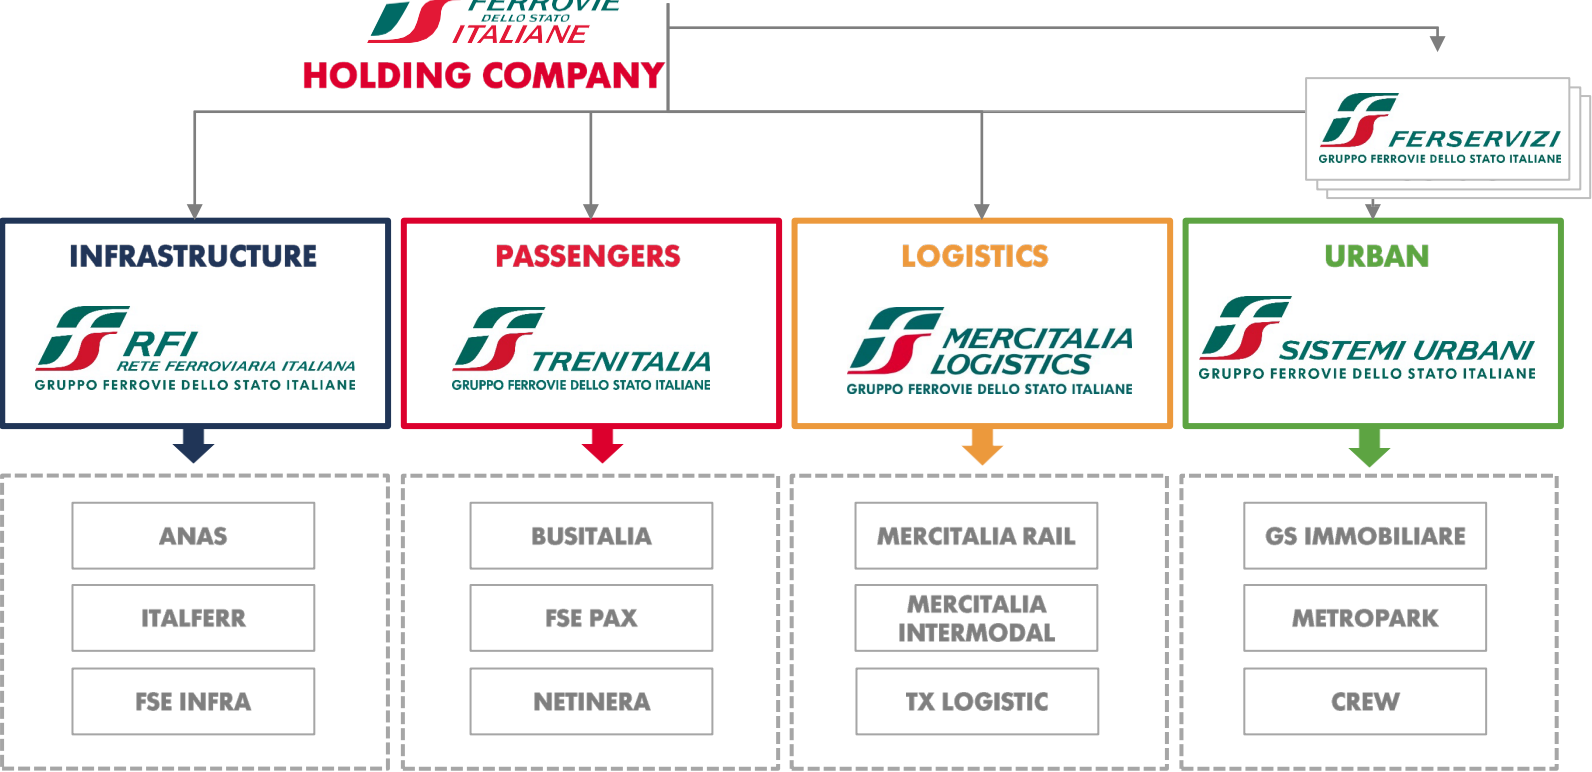 FERROVIE
DELLO STATO
ITALIANE
HOLDING COMPANY
FERSERVIZI
GRUPPO FERROVIE DELLO STATO ITALIANE
INFRASTRUCTURE
RFI
RETE FERROVIARIA ITALIANA
GRUPPO FERROVIE DELLO STATO ITALIANE
PASSENGERS
TRENITALIA
GRUPPO FERROVIE DELLO STATO ITALIANE
LOGISTICS
MERCITALIA
LOGISTICS
GRUPPO FERROVIE DELLO STATO ITALIANE
URBAN
SISTEMI URBANI
GRUPPO FERROVIE DELLO STATO ITALIANE
ANAS
ITALFERR
FSE INFRA
BUSITALIA
FSE PAX
NETINERA
MERCITALIA RAIL
MERCITALIA
INTERMODAL
TX LOGISTIC
GS IMMOBILIARE
METROPARK
CREW